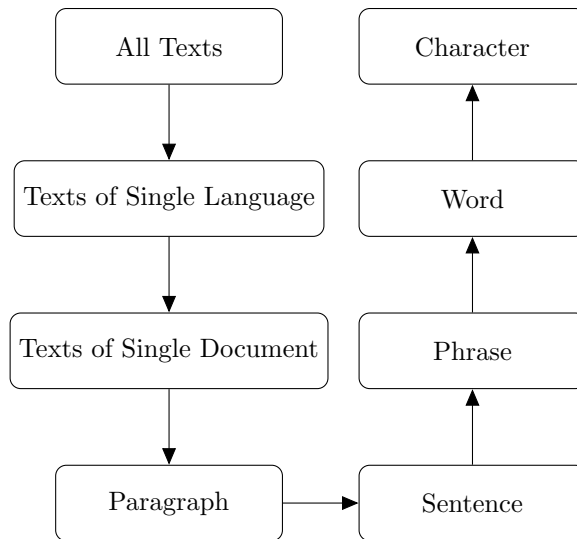 All Texts
Texts of Single Language
Texts of Single Document
Paragraph
Sentence
Phrase
Word
Character